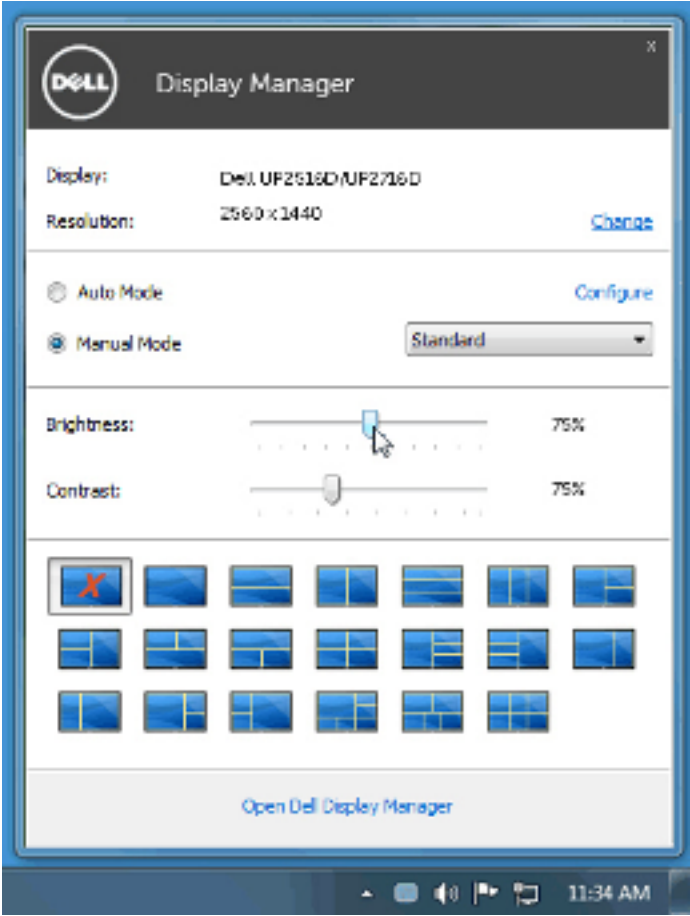 x
DELL
Display Manager
Display: Dell UP2516D/UP2716D
Resolution: 2560 x 1440 Change
Auto Mode Configure
Manual Mode Standard
Brightness: 75%
Contrast: 75%
X
Open Dell Display Manager
11:34 AM